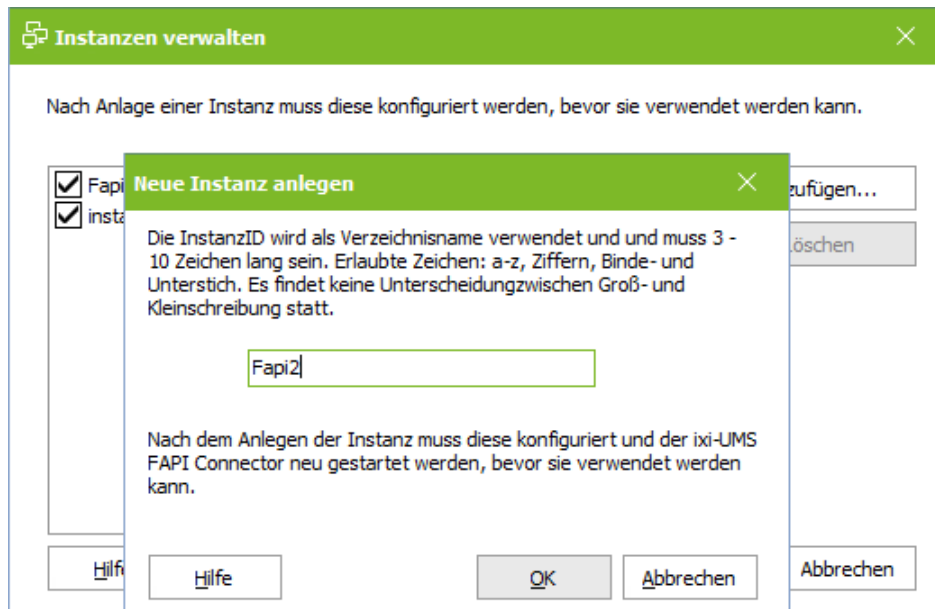 Instanzen verwalten
Nach Anlage einer Instanz muss diese konfiguriert werden, bevor sie verwendet werden kann.
Fapi
insta
zufügen...
öschen
Neue Instanz anlegen
Die InstanzID wird als Verzeichnisname verwendet und und muss 3 -
10 Zeichen lang sein. Erlaubte Zeichen: a-z, Ziffern, Binde- und
Unterstich. Es findet keine Unterscheidungzwischen Groß- und
Kleinschreibung statt.
Fapi2
Nach dem Anlegen der Instanz muss diese konfiguriert und der ixi-UMS
FAPI Connector neu gestartet werden, bevor sie verwendet werden
kann.
Hilfe
OK
Abbrechen
Hilf
Abbrechen